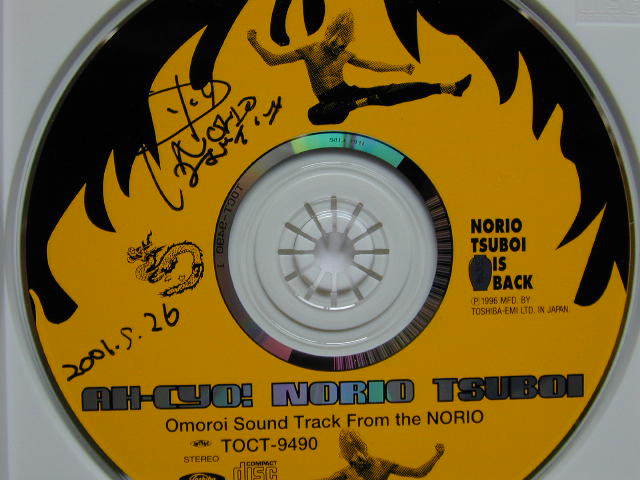 NORIO
TSUBOI
IS
BACK
Ⓟ1996 MFD. BY
TOSHIBA-EMI LTD. IN JAPAN.
2001.5.26
AH-CYO! NORIO TSUBOI
Omoroi Sound Track From the NORIO
TOCT-9490
STEREO
COMPACT
disc